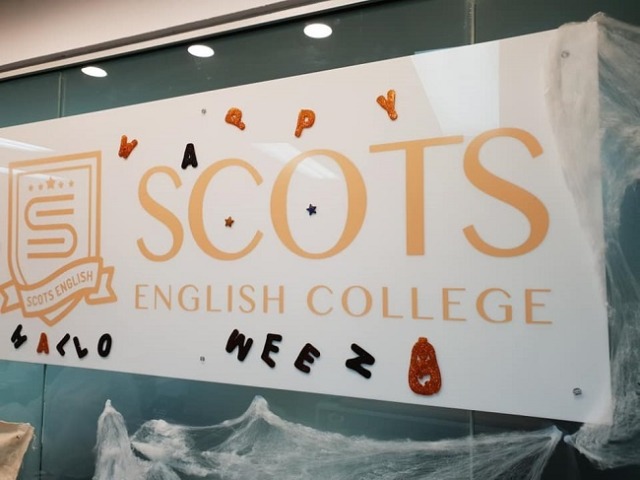 HAPPY
SCOTS
ENGLISH COLLEGE
S
SCOTS ENGLISH
HALLO WEEN